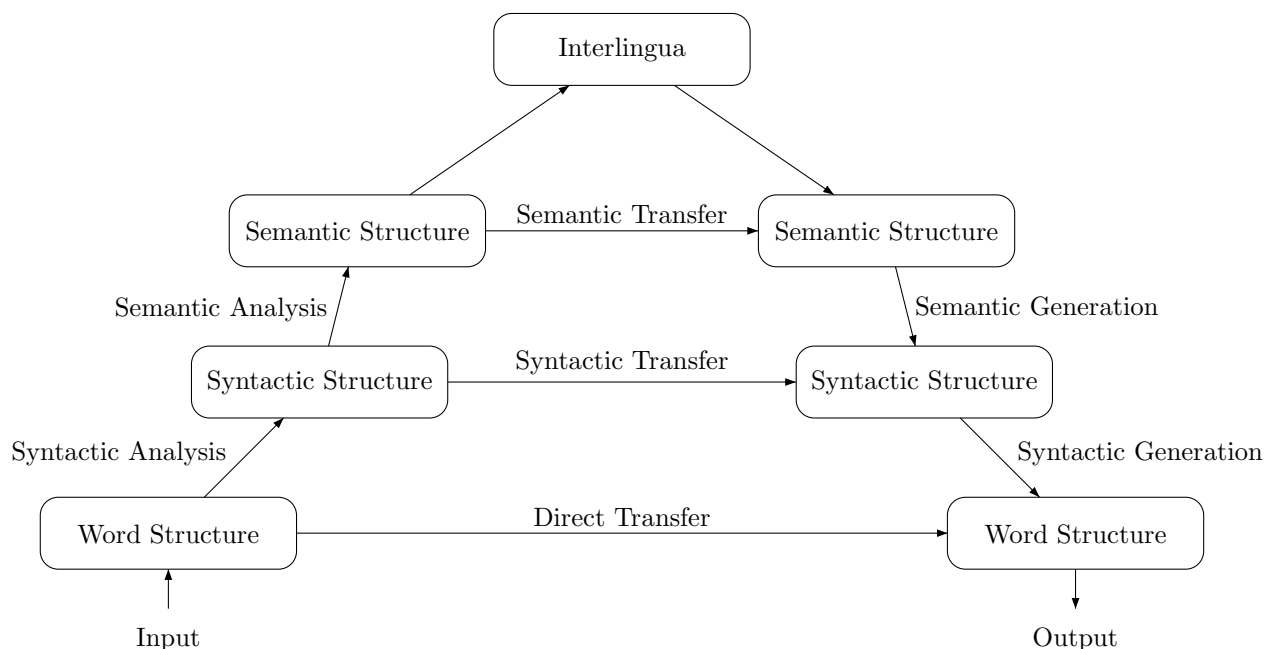 Interlingua
Semantic Structure
Semantic Transfer
Semantic Structure
Semantic Analysis
Semantic Generation
Syntactic Structure
Syntactic Transfer
Syntactic Structure
Syntactic Analysis
Syntactic Generation
Word Structure
Direct Transfer
Word Structure
Input
Output